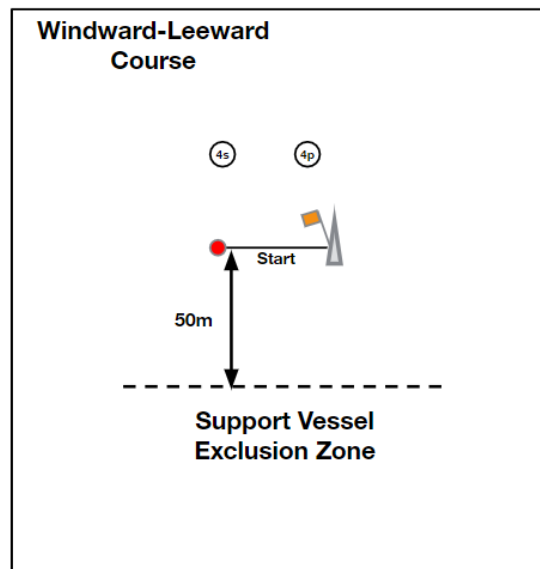 Windward-Leeward
Course
4s
4p
Start
50m
Support Vessel
Exclusion Zone